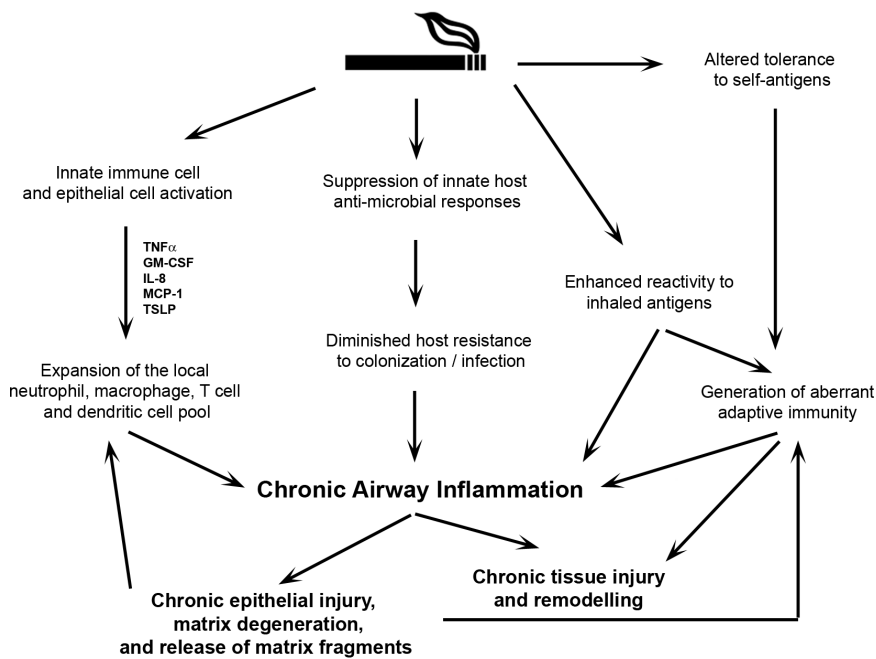 Altered tolerance
to self-antigens
Innate immune cell
and epithelial cell activation
Suppression of innate host
anti-microbial responses
TNFα
GM-CSF
IL-8
MCP-1
TSLP
Enhanced reactivity to
inhaled antigens
Diminished host resistance
to colonization / infection
Expansion of the local
neutrophil, macrophage, T cell
and dendritic cell pool
Generation of aberrant
adaptive immunity
Chronic Airway Inflammation
Chronic tissue injury
and remodelling
Chronic epithelial injury,
matrix degeneration,
and release of matrix fragments